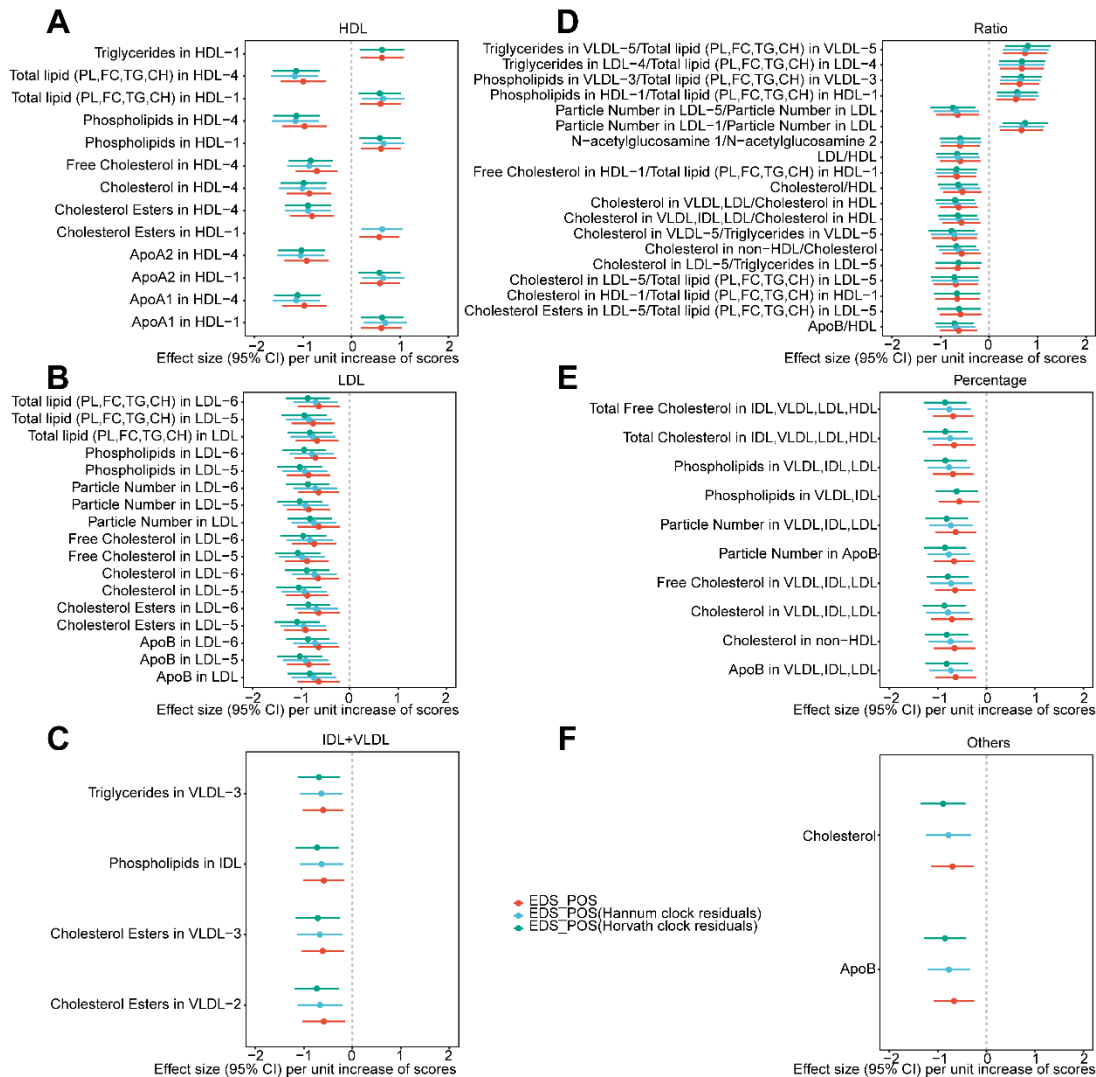 A
HDL
Triglycerides in HDL−1
Total lipid (PL,FC,TG,CH) in HDL−4
Total lipid (PL,FC,TG,CH) in HDL−1
Phospholipids in HDL−4
Phospholipids in HDL−1
Free Cholesterol in HDL−4
Cholesterol in HDL−4
Cholesterol Esters in HDL−4
Cholesterol Esters in HDL−1
ApoA2 in HDL−4
ApoA2 in HDL−1
ApoA1 in HDL−4
ApoA1 in HDL−1
−2 −1 0 1 2
Effect size (95% CI) per unit increase of scores
B
LDL
Total lipid (PL,FC,TG,CH) in LDL−6
Total lipid (PL,FC,TG,CH) in LDL−5
Total lipid (PL,FC,TG,CH) in LDL
Phospholipids in LDL−6
Phospholipids in LDL−5
Particle Number in LDL−6
Particle Number in LDL−5
Particle Number in LDL
Free Cholesterol in LDL−6
Free Cholesterol in LDL−5
Cholesterol in LDL−6
Cholesterol in LDL−5
Cholesterol Esters in LDL−6
Cholesterol Esters in LDL−5
ApoB in LDL−6
ApoB in LDL−5
ApoB in LDL
−2 −1 0 1 2
Effect size (95% CI) per unit increase of scores
C
IDL+VLDL
Triglycerides in VLDL−3
Phospholipids in IDL
Cholesterol Esters in VLDL−3
Cholesterol Esters in VLDL−2
−2 −1 0 1 2
Effect size (95% CI) per unit increase of scores
D
Ratio
Triglycerides in VLDL−5/Total lipid (PL,FC,TG,CH) in VLDL−5
Triglycerides in LDL−4/Total lipid (PL,FC,TG,CH) in LDL−4
Phospholipids in VLDL−3/Total lipid (PL,FC,TG,CH) in VLDL−3
Phospholipids in HDL−1/Total lipid (PL,FC,TG,CH) in HDL−1
Particle Number in LDL−5/Particle Number in LDL
Particle Number in LDL−1/Particle Number in LDL
N−acetylglucosamine 1/N−acetylglucosamine 2
LDL/HDL
Free Cholesterol in HDL−1/Total lipid (PL,FC,TG,CH) in HDL−1
Cholesterol/HDL
Cholesterol in VLDL,LDL/Cholesterol in HDL
Cholesterol in VLDL,IDL,LDL/Cholesterol in HDL
Cholesterol in VLDL−5/Triglycerides in VLDL−5
Cholesterol in non−HDL/Cholesterol
Cholesterol in LDL−5/Triglycerides in LDL−5
Cholesterol in LDL−5/Total lipid (PL,FC,TG,CH) in LDL−5
Cholesterol in HDL−1/Total lipid (PL,FC,TG,CH) in HDL−1
Cholesterol Esters in LDL−5/Total lipid (PL,FC,TG,CH) in LDL−5
ApoB/HDL
−2 −1 0 1 2
Effect size (95% CI) per unit increase of scores
E
Percentage
Total Free Cholesterol in IDL,VLDL,LDL,HDL
Total Cholesterol in IDL,VLDL,LDL,HDL
Phospholipids in VLDL,IDL,LDL
Phospholipids in VLDL,IDL
Particle Number in VLDL,IDL,LDL
Particle Number in ApoB
Free Cholesterol in VLDL,IDL,LDL
Cholesterol in VLDL,IDL,LDL
Cholesterol in non−HDL
ApoB in VLDL,IDL,LDL
−2 −1 0 1 2
Effect size (95% CI) per unit increase of scores
EDS_POS
EDS_POS(Hannum clock residuals)
EDS_POS(Horvath clock residuals)
F
Others
Cholesterol
ApoB
−2 −1 0 1 2
Effect size (95% CI) per unit increase of scores